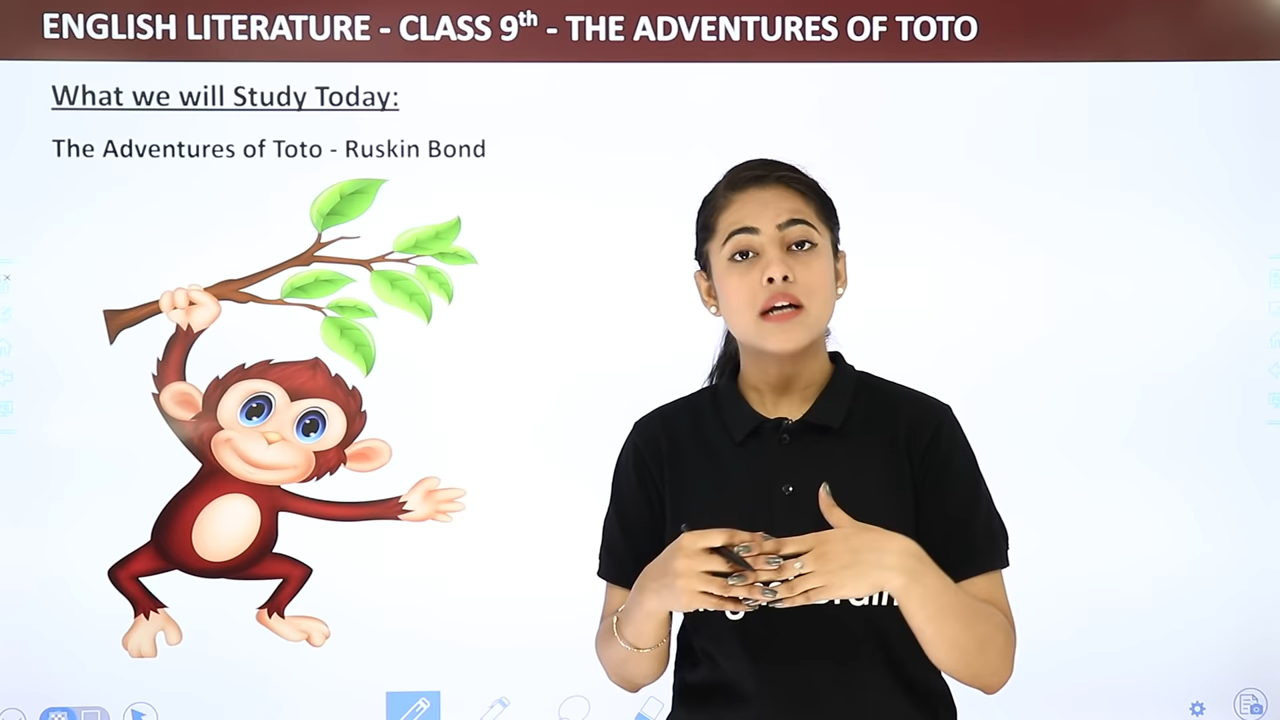 ENGLISH LITERATURE - CLASS 9th - THE ADVENTURES OF TOTO
What we will Study Today:
The Adventures of Toto - Ruskin Bond